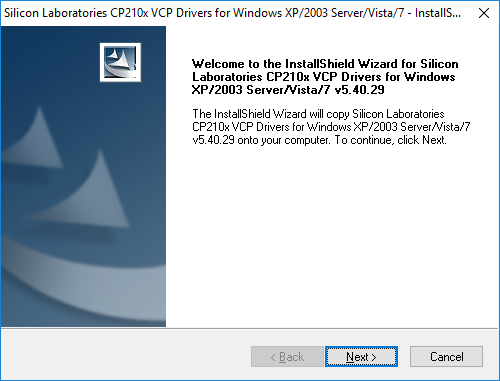 Silicon Laboratories CP210x VCP Drivers for Windows XP/2003 Server/Vista/7 - InstallS...
Welcome to the InstallShield Wizard for Silicon
Laboratories CP210x VCP Drivers for Windows
XP/2003 Server/Vista/7 v5.40.29
The InstallShield Wizard will copy Silicon Laboratories
CP210x VCP Drivers for Windows XP/2003 Server/Vista/7
v5.40.29 onto your computer. To continue, click Next.
< Back
Next >
Cancel